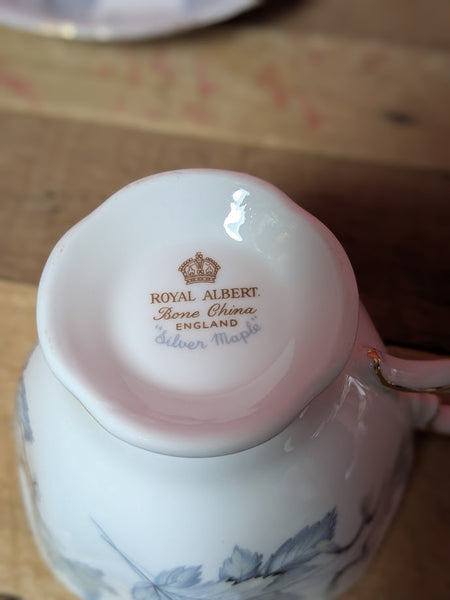 ROYAL ALBERT.
Bone China
ENGLAND
"Silver Maple"